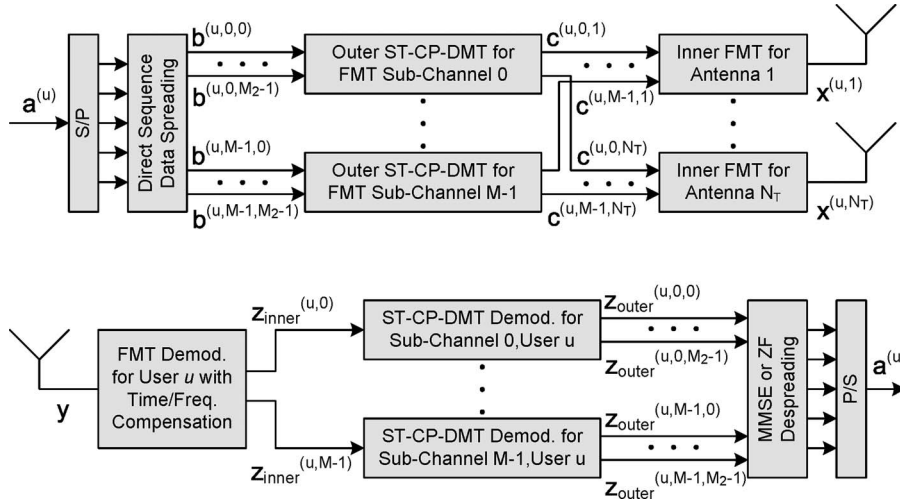 a(u)
S/P
Direct Sequence
Data Spreading
b(u,0,0)
b(u,0,M2-1)
b(u,M-1,0)
b(u,M-1,M2-1)
Outer ST-CP-DMT for
FMT Sub-Channel 0
Outer ST-CP-DMT for
FMT Sub-Channel M-1
c(u,0,1)
c(u,M-1,1)
c(u,0,NT)
c(u,M-1,NT)
Inner FMT for
Antenna 1
Inner FMT for
Antenna NT
x(u,1)
x(u,NT)
y
FMT Demod.
for User u with
Time/Freq.
Compensation
zinner(u,0)
zinner(u,M-1)
ST-CP-DMT Demod. for
Sub-Channel 0,User u
ST-CP-DMT Demod. for
Sub-Channel M-1,User u
zouter(u,0,0)
zouter(u,0,M2-1)
zouter(u,M-1,0)
zouter(u,M-1,M2-1)
MMSE or ZF
Despreading
P/S
a(u